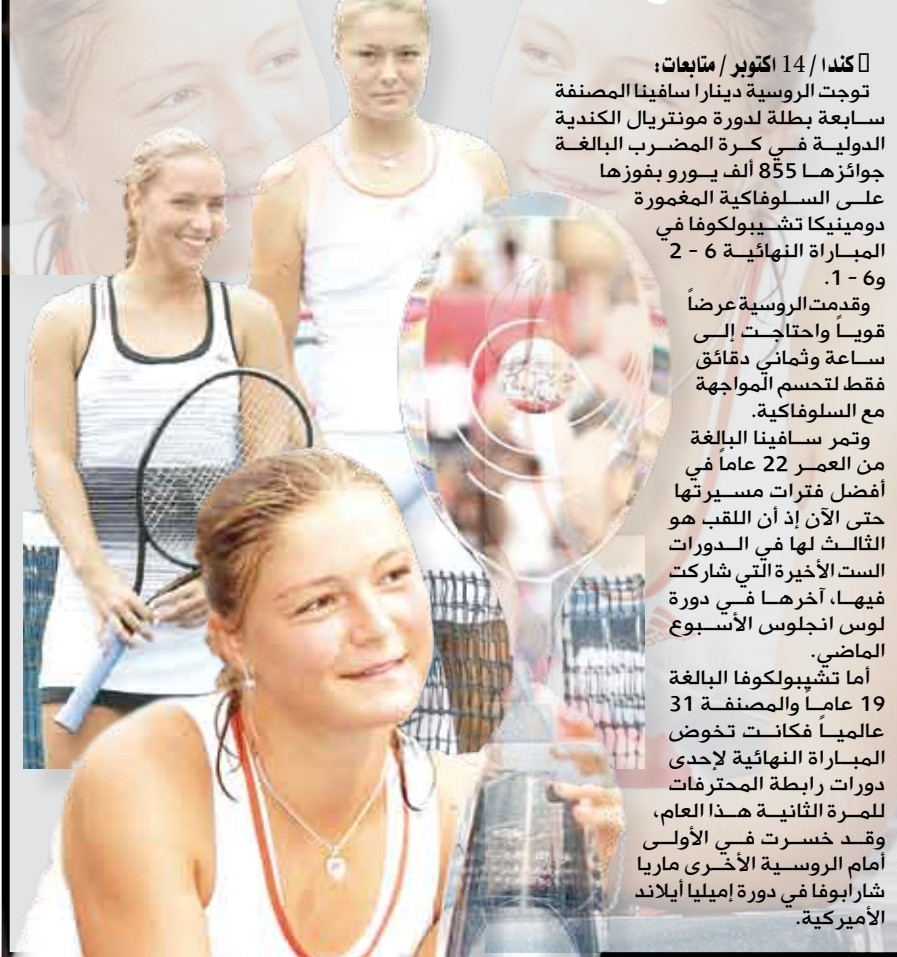 كندا / 14 اكتوبر / متابعات:
توجت الروسية دينارا سافينا المصنفة
سابعة بطلة لدورة مونتريال الكندية
الدولية في كرة المضرب البالغة
جوائزها 855 ألف يورو بفوزها
على السلوفاكية المغمورة
دومينيكا تشيبولكوفا في
المباراة النهائية 6 - 2
و6 - 1.
وقدمت الروسية عرضاً
قوياً واحتاجت إلى
ساعة وثماني دقائق
فقط لتحسم المواجهة
مع السلوفاكية.
وتمر سافينا البالغة
من العمر 22 عاماً في
أفضل فترات مسيرتها
حتى الآن إذ أن اللقب هو
الثالث لها في الدورات
الست الأخيرة التي شاركت
فيها، آخرها في دورة
لوس انجلوس الأسبوع
الماضي.
أما تشيبولكوفا البالغة
19 عاماً والمصنفة 31
عالمياً فكانت تخوض
المباراة النهائية لإحدى
دورات رابطة المحترفات
للمرة الثانية هذا العام،
وقد خسرت في الأولى
أمام الروسية الأخرى ماريا
شارابوفا في دورة إميليا أيلاند
الأميركية.